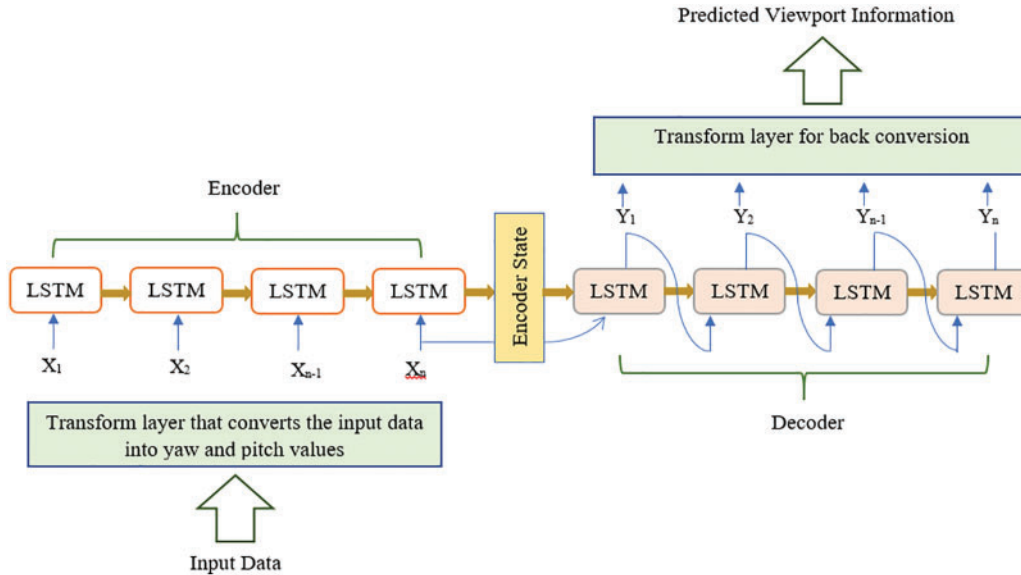 Predicted Viewport Information
Transform layer for back conversion
Encoder
Y₁ Y₂ Yₙ₋₁ Yₙ
LSTM LSTM LSTM LSTM Encoder State LSTM LSTM LSTM LSTM
X₁ X₂ Xₙ₋₁ Xₙ
Transform layer that converts the input data
into yaw and pitch values
Decoder
Input Data